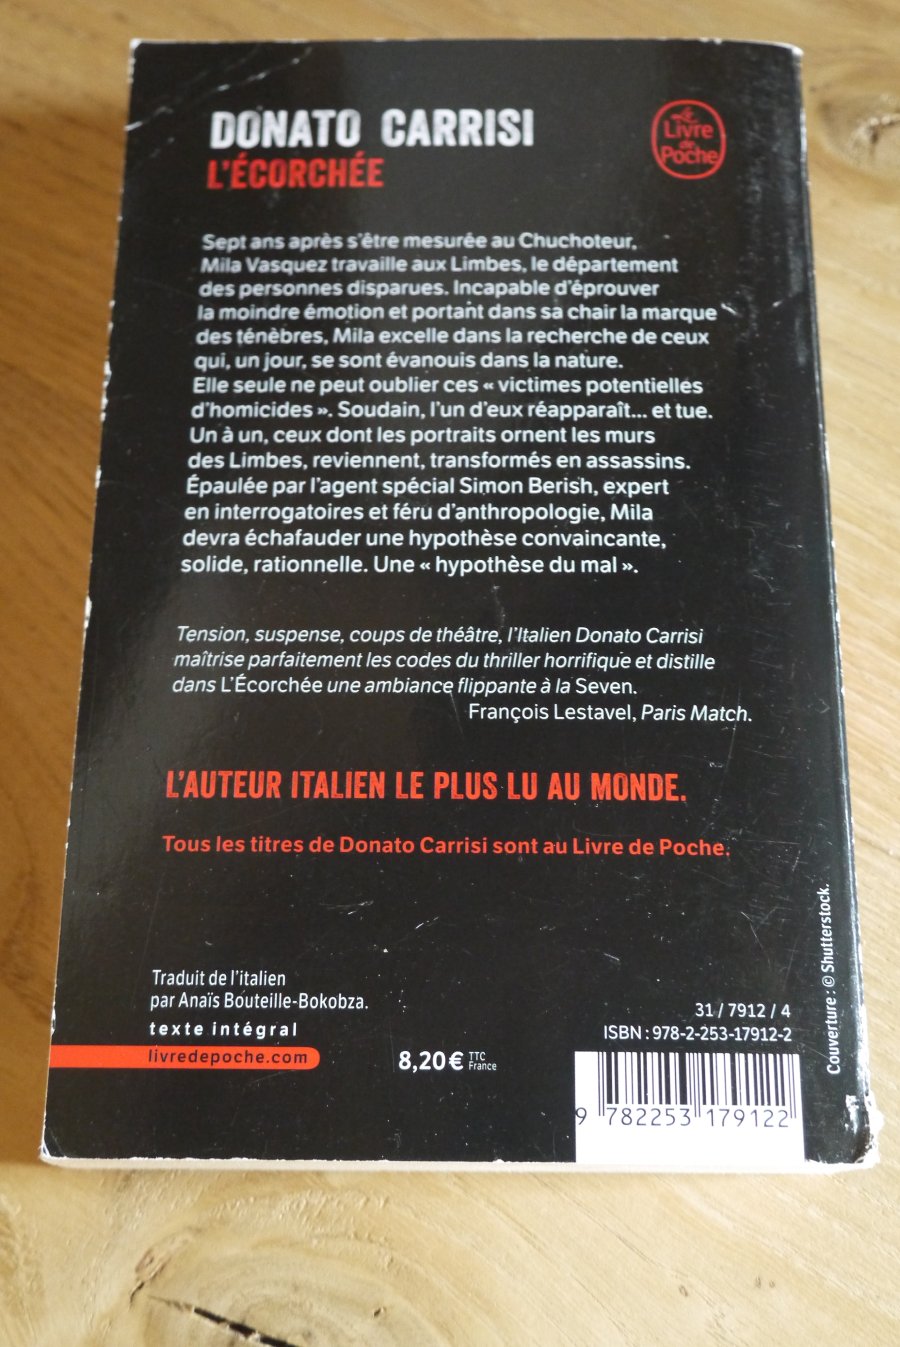 DONATO CARRISI
L'ÉCORCHÉE
Le
Livre
de
Poche
Sept ans après s'être mesurée au Chuchoteur,
Mila Vasquez travaille aux Limbes, le département
des personnes disparues. Incapable d'éprouver
la moindre émotion et portant dans sa chair la marque
des ténèbres, Mila excelle dans la recherche de ceux
qui, un jour, se sont évanouis dans la nature.
Elle seule ne peut oublier ces « victimes potentielles
d'homicides ». Soudain, l'un d'eux réapparaît... et tue.
Un à un, ceux dont les portraits ornent les murs
des Limbes, reviennent, transformés en assassins.
Épaulée par l'agent spécial Simon Berish, expert
en interrogatoires et féru d'anthropologie, Mila
devra échafauder une hypothèse convaincante,
solide, rationnelle. Une « hypothèse du mal ».
Tension, suspense, coups de théâtre, l'Italien Donato Carrisi
maîtrise parfaitement les codes du thriller horrifique et distille
dans L'Écorchée une ambiance flippante à la Seven.
François Lestavel, Paris Match.
L'AUTEUR ITALIEN LE PLUS LU AU MONDE.
Tous les titres de Donato Carrisi sont au Livre de Poche.
Couverture : © Shutterstock.
Traduit de l'italien
par Anaïs Bouteille-Bokobza.
texte intégral
livredepoche.com
8,20 € TTC
France
31 / 7912 / 4
ISBN : 978-2-253-17912-2
9 782253 179122